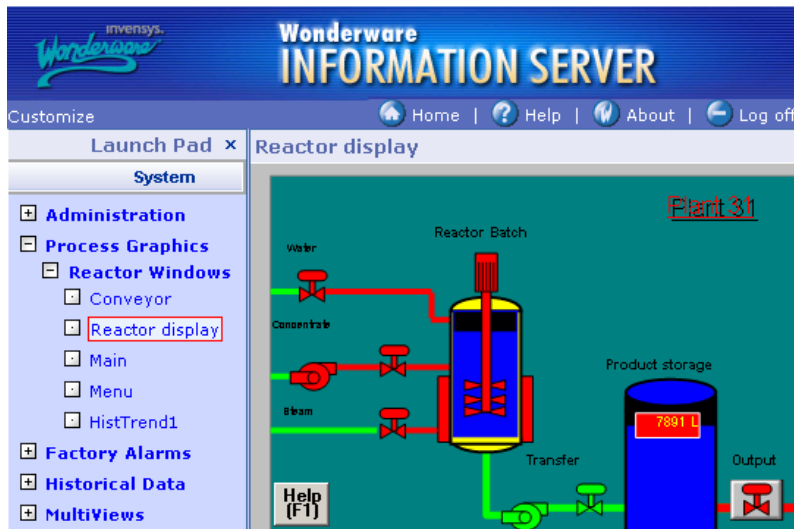 invensys.
Wonderware
Wonderware
INFORMATION SERVER
Customize
Home | Help | About | Log off
Launch Pad ×
Reactor display
System
Administration
Process Graphics
Reactor Windows
Conveyor
Reactor display
Main
Menu
HistTrend1
Factory Alarms
Historical Data
MultiViews
Plant 31
Reactor Batch
Water
Concentrate
Steam
Product storage
7891 L
Transfer
Output
Help
(F1)